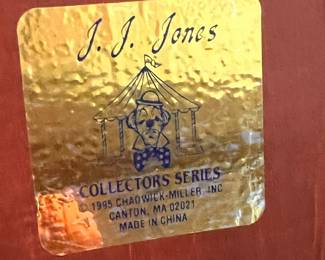 J. J. Jones
COLLECTORS SERIES
© 1995 CHADWICK-MILLER, INC
CANTON, MA 02021
MADE IN CHINA